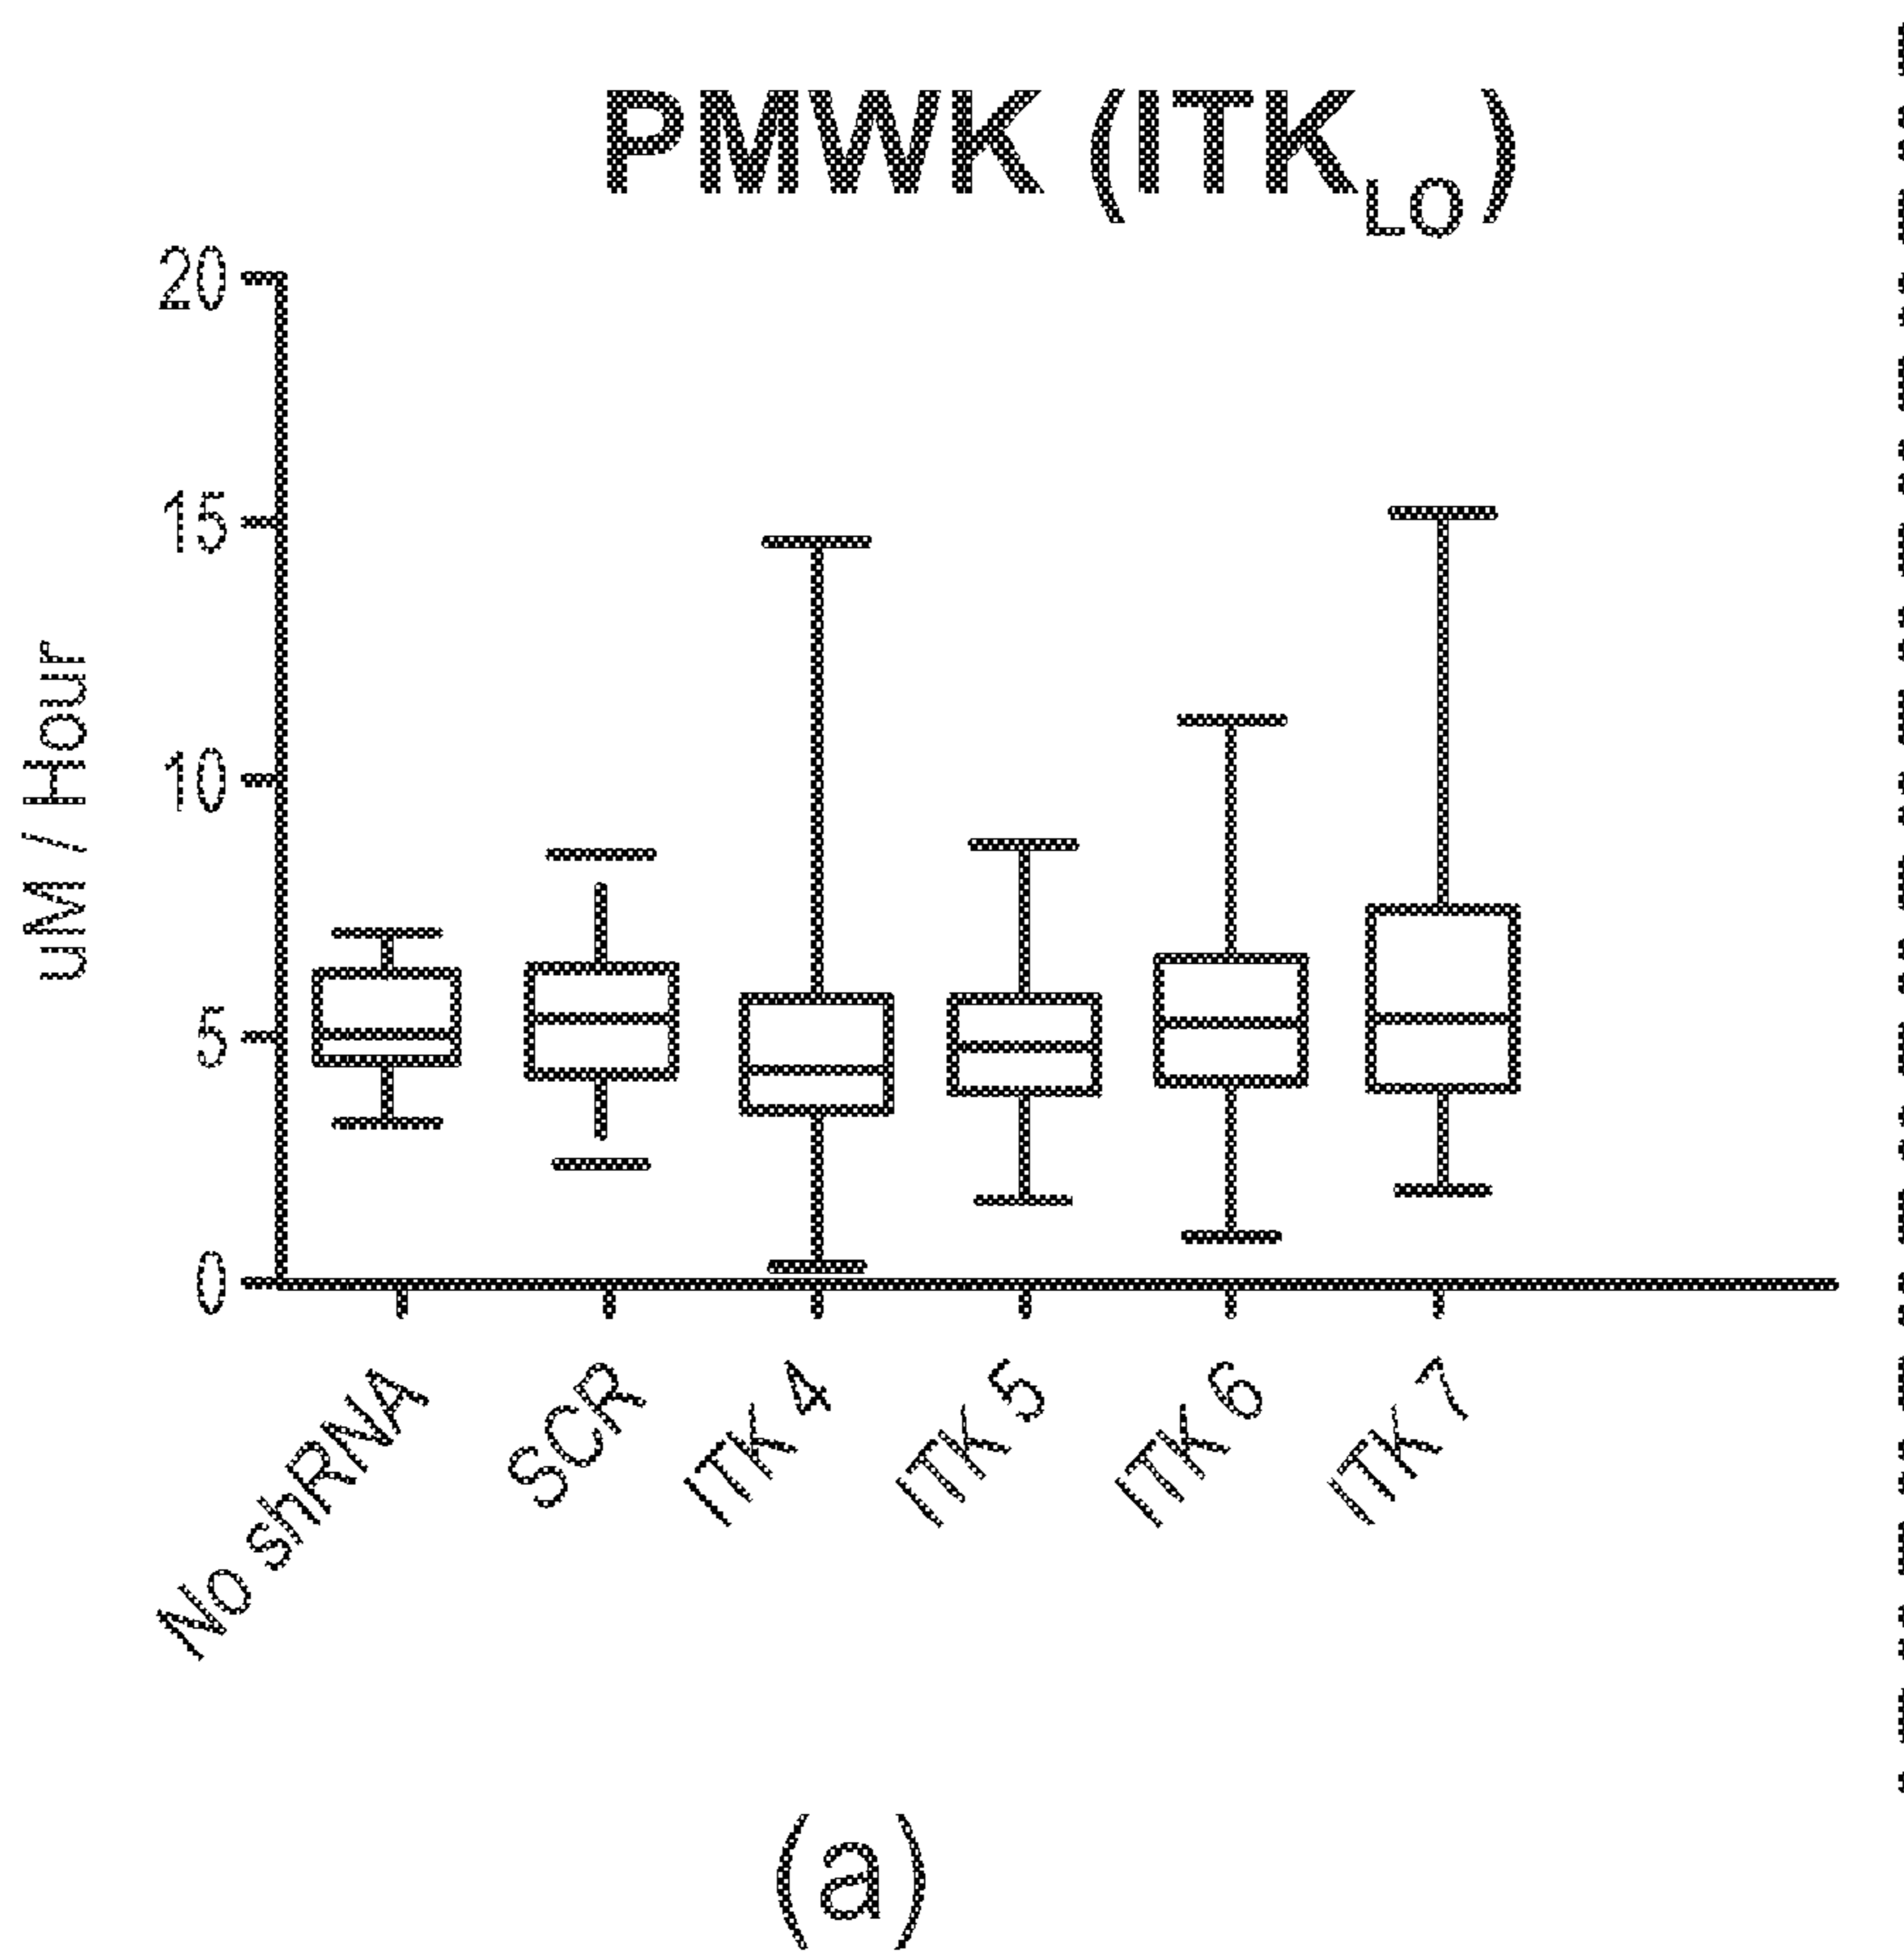 PMWK (ITK_LO)
20
15
10
5
0
uM / Hour
No shRNA
SCR
ITK 4
ITK 5
ITK 6
ITK 7
(a)